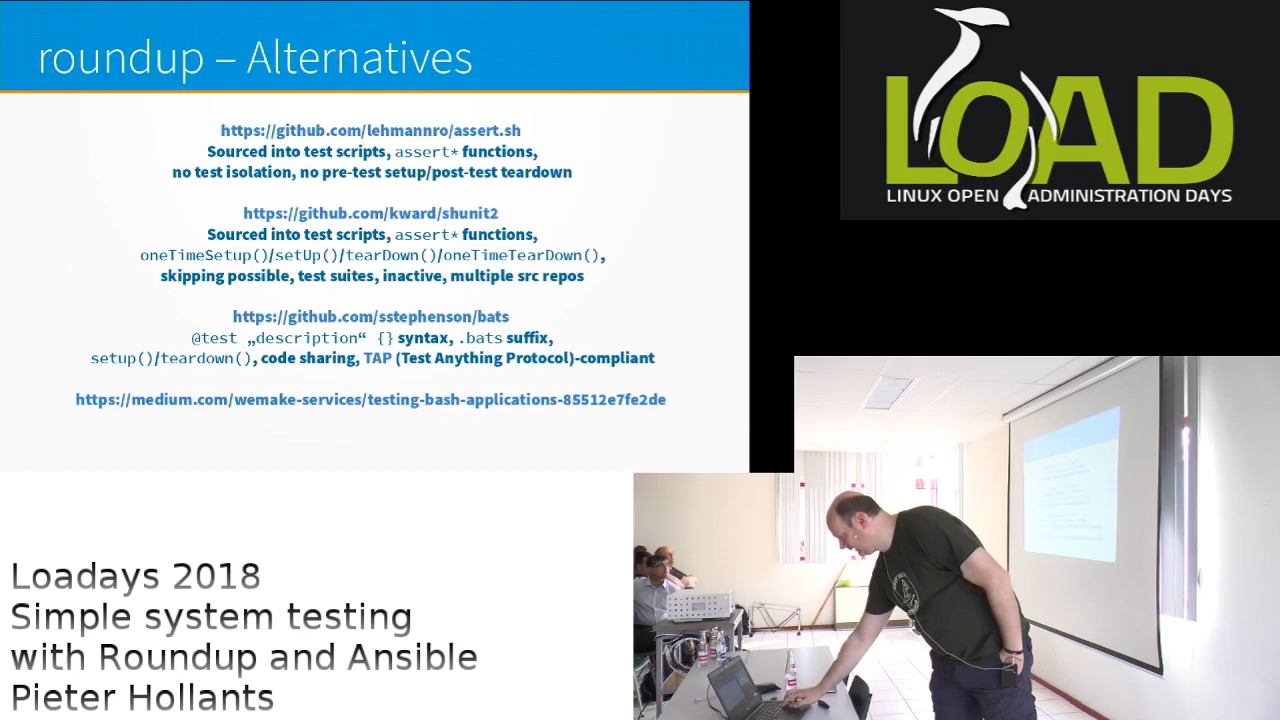 roundup – Alternatives
https://github.com/lehmannro/assert.sh
Sourced into test scripts, assert* functions,
no test isolation, no pre-test setup/post-test teardown
https://github.com/kward/shunit2
Sourced into test scripts, assert* functions,
oneTimeSetup()/setUp()/tearDown()/oneTimeTearDown(),
skipping possible, test suites, inactive, multiple src repos
https://github.com/sstephenson/bats
@test „description“ {} syntax, .bats suffix,
setup()/teardown(), code sharing, TAP (Test Anything Protocol)-compliant
https://medium.com/wemake-services/testing-bash-applications-85512e7fe2de
LOAD
LINUX OPEN ADMINISTRATION DAYS
Loadays 2018
Simple system testing
with Roundup and Ansible
Pieter Hollants